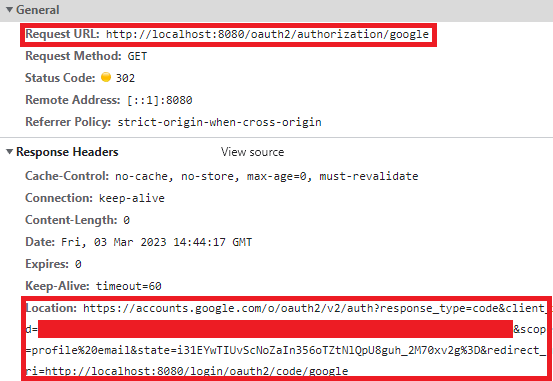 General
Request URL: http://localhost:8080/oauth2/authorization/google
Request Method: GET
Status Code: 302
Remote Address: [::1]:8080
Referrer Policy: strict-origin-when-cross-origin
Response Headers View source
Cache-Control: no-cache, no-store, max-age=0, must-revalidate
Connection: keep-alive
Content-Length: 0
Date: Fri, 03 Mar 2023 14:44:17 GMT
Expires: 0
Keep-Alive: timeout=60
Location: https://accounts.google.com/o/oauth2/v2/auth?response_type=code&client_
d= &scop
=profile%20email&state=i31EYwTIUvScNoZaIn356oTZtNlQpU8guh_2M70xv2g%3D&redirect_
ri=http://localhost:8080/login/oauth2/code/google